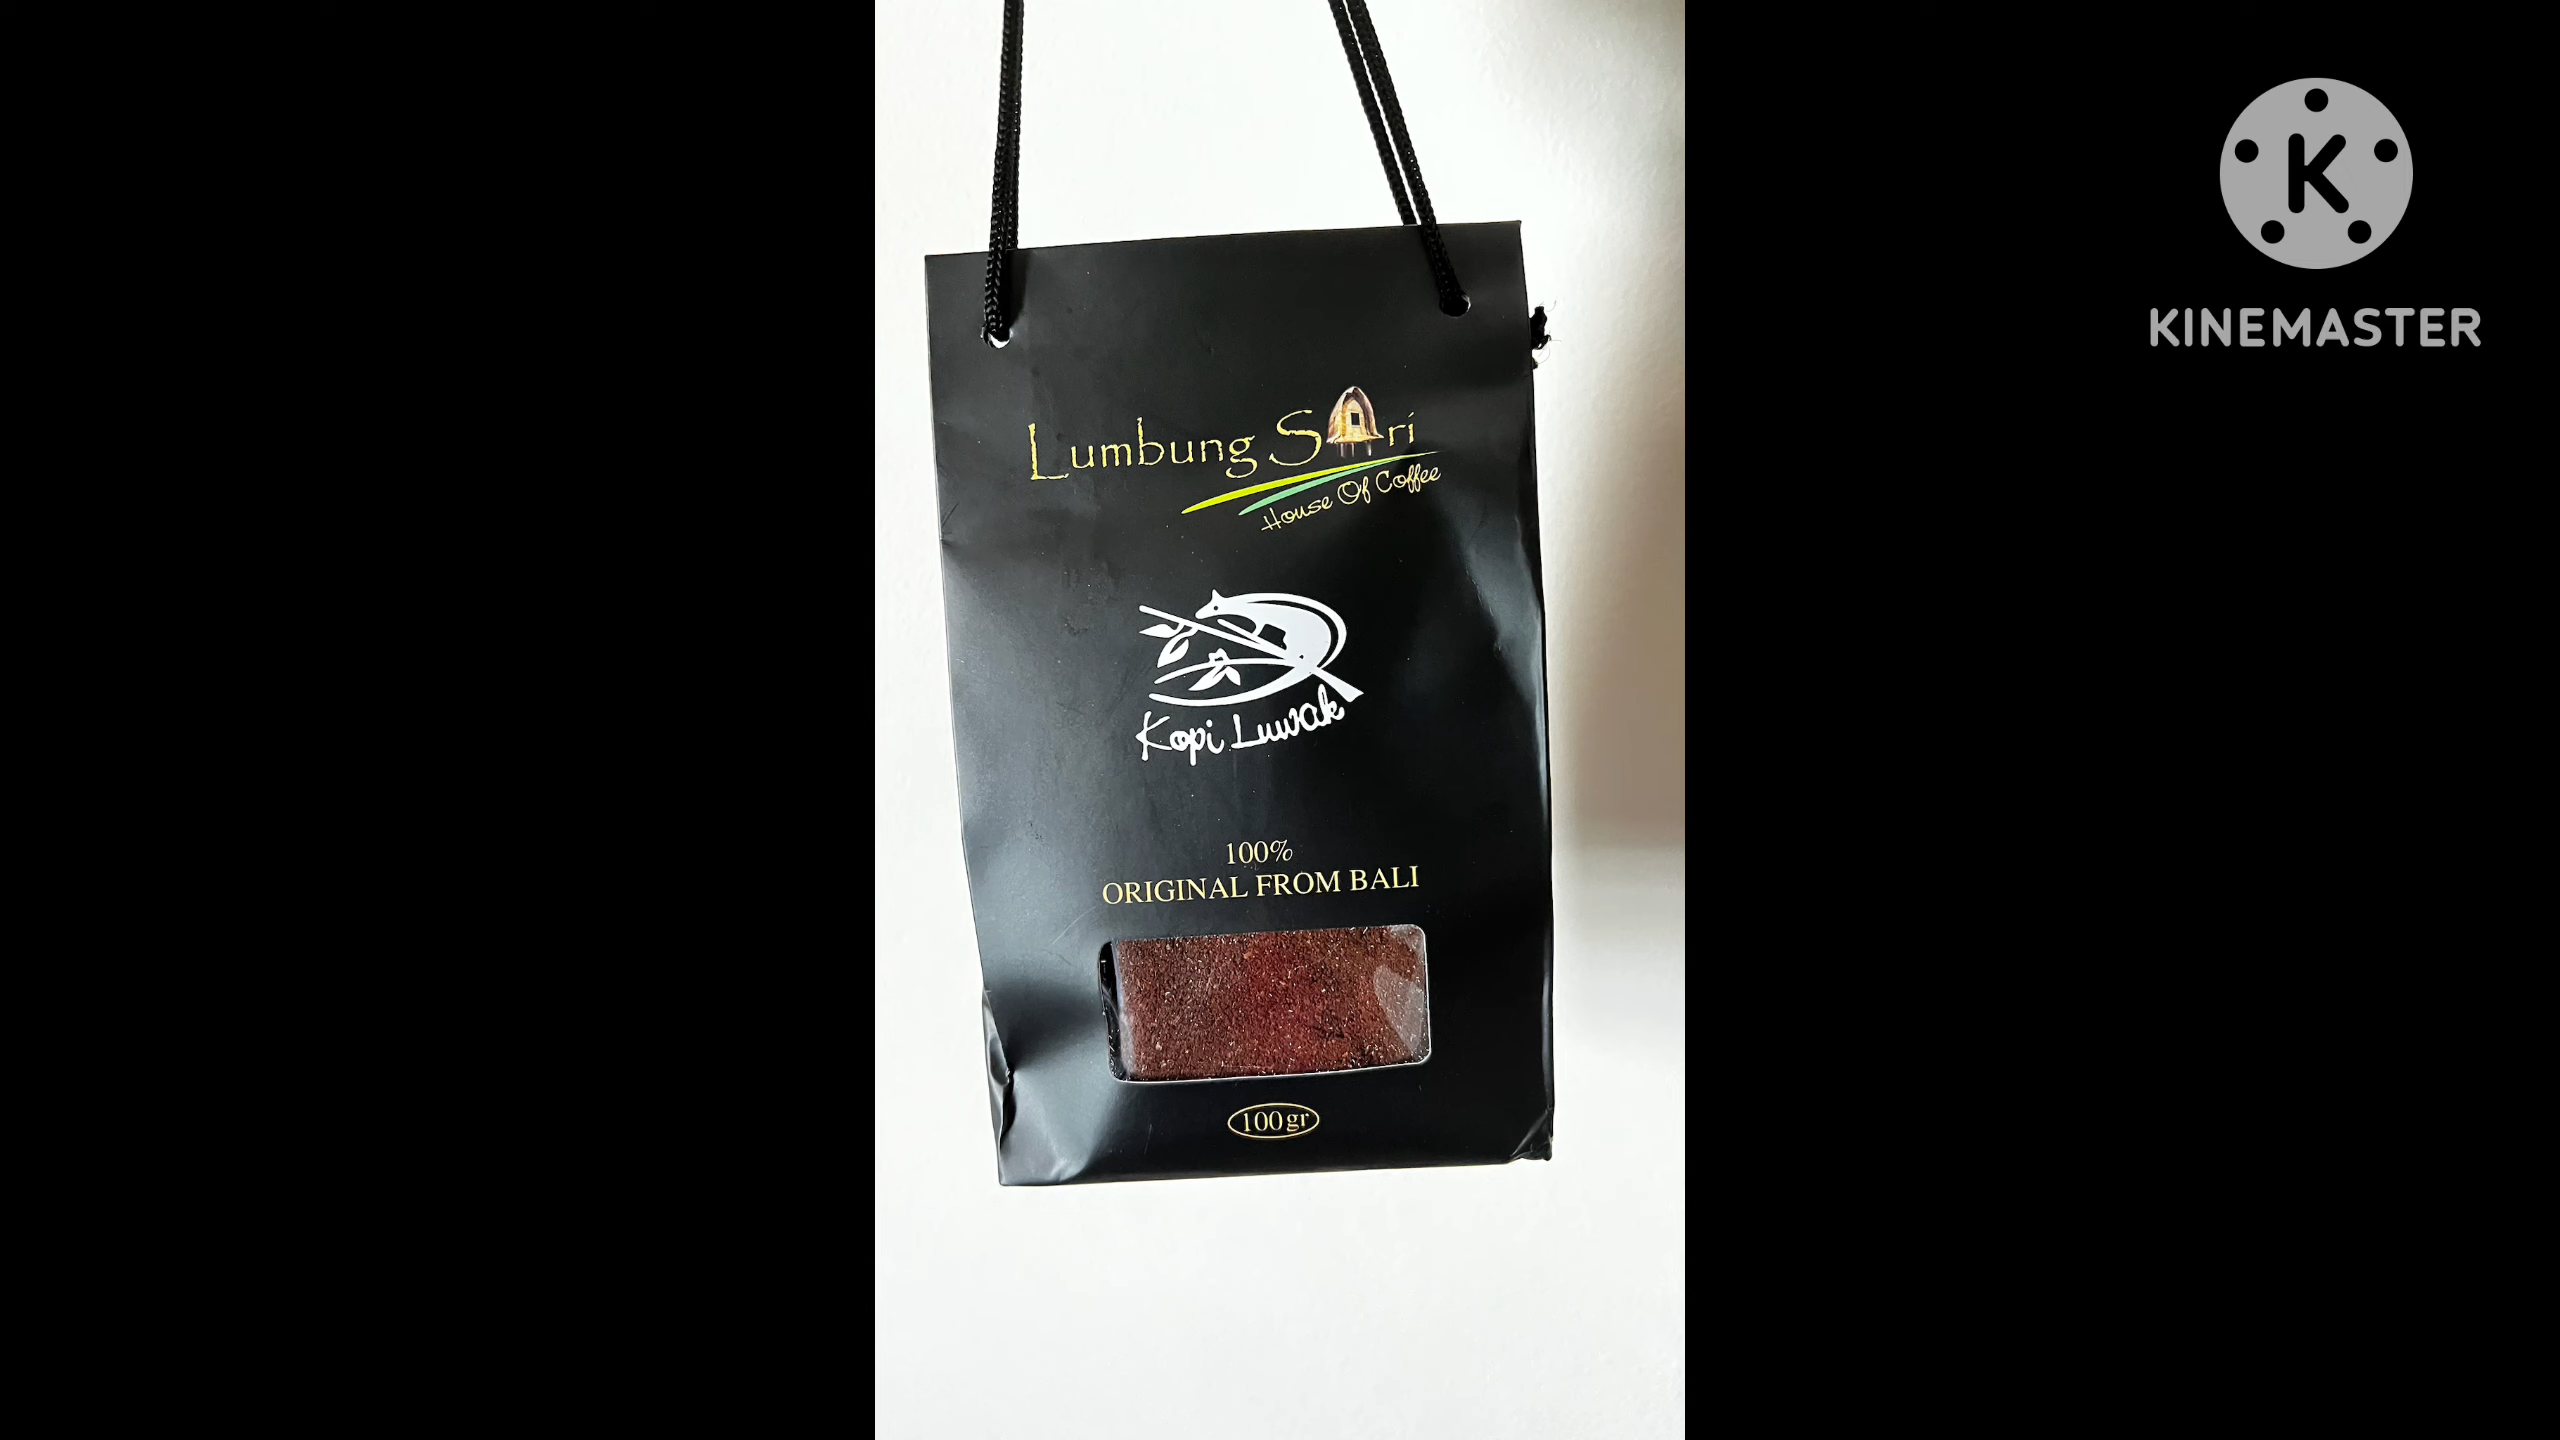 Lumbung Sari
House Of Coffee
Kopi Luwak
100%
ORIGINAL FROM BALI
100gr
K
KINEMASTER